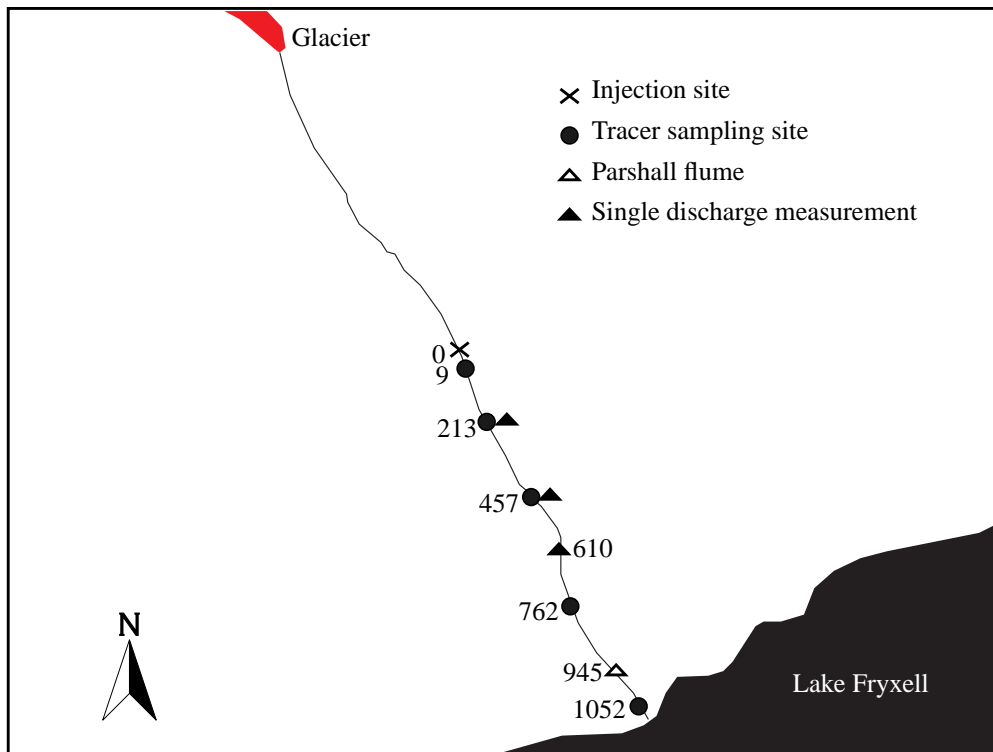 Glacier
Injection site
Tracer sampling site
Parshall flume
Single discharge measurement
0
9
213
457
610
762
N
945
Lake Fryxell
1052